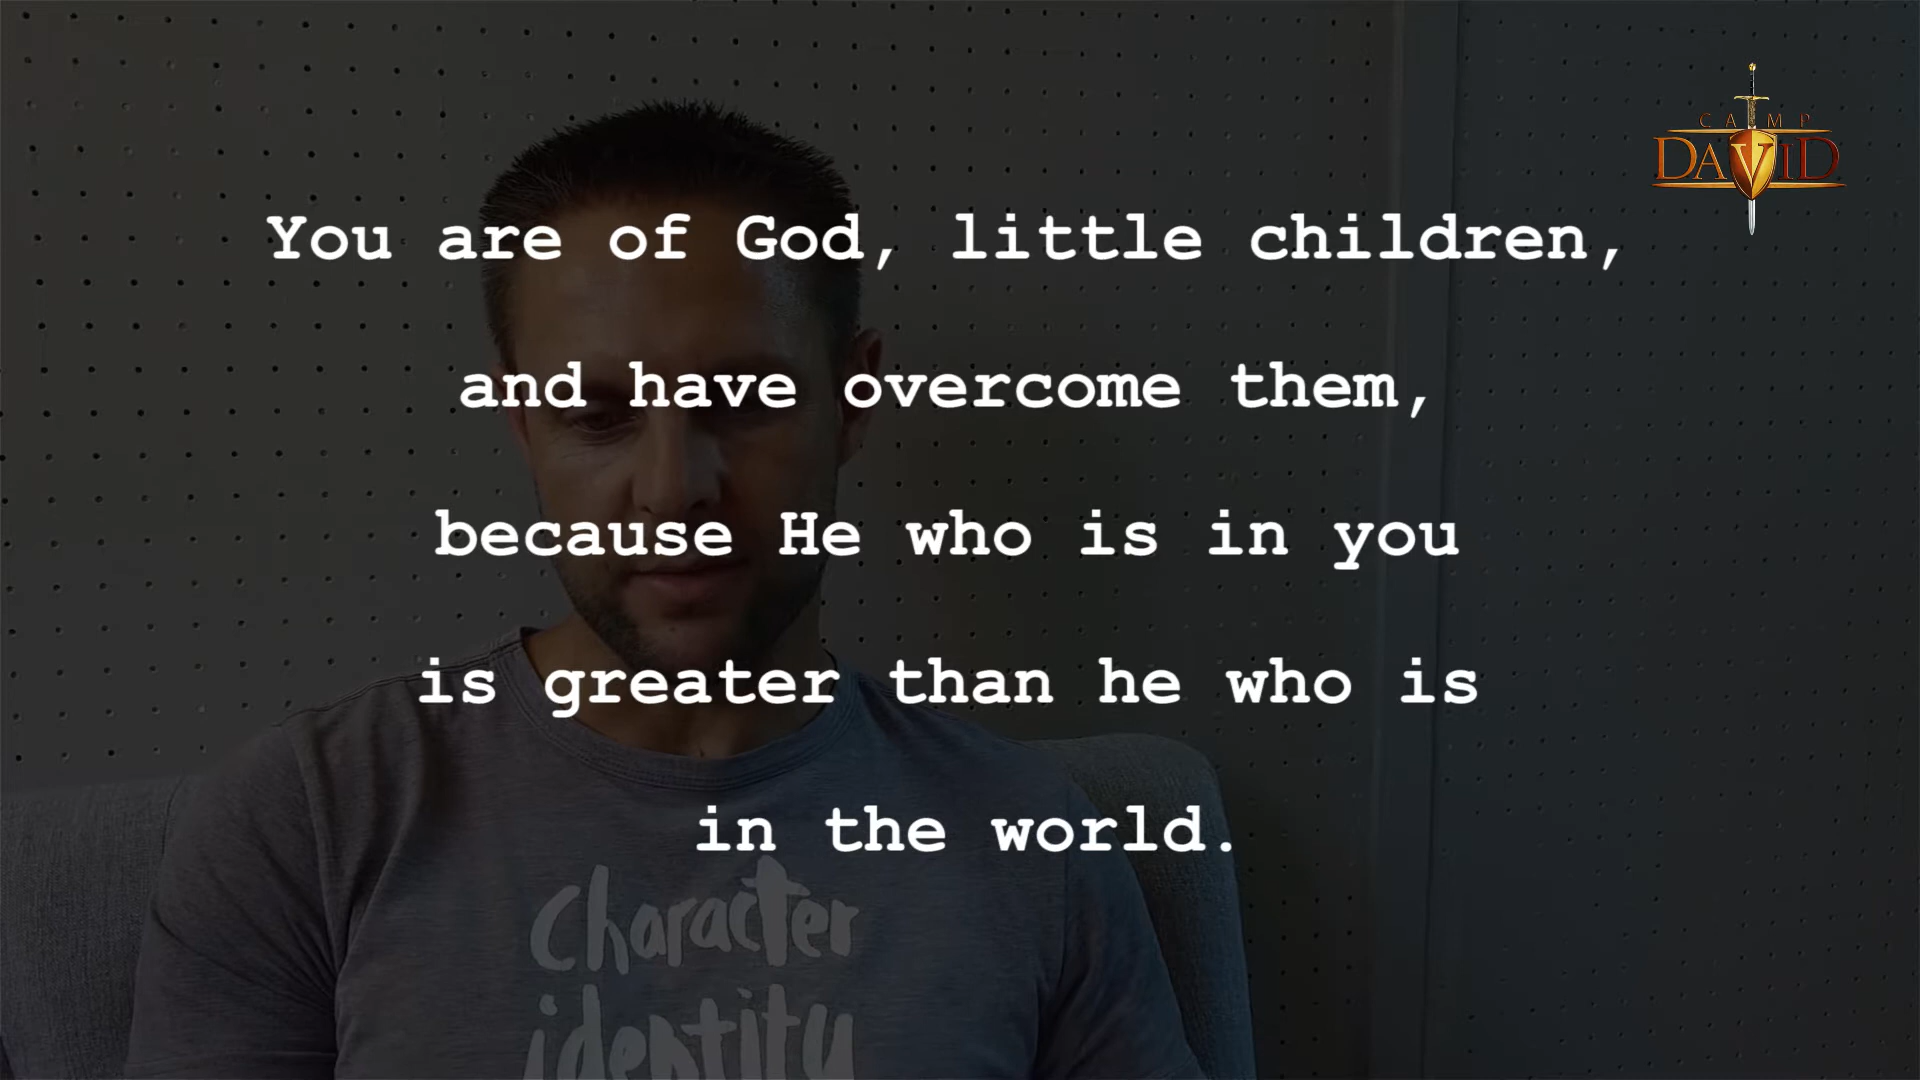 CAMP
DAVID
You are of God, little children,
and have overcome them,
because He who is in you
is greater than he who is
in the world.
Character
identity